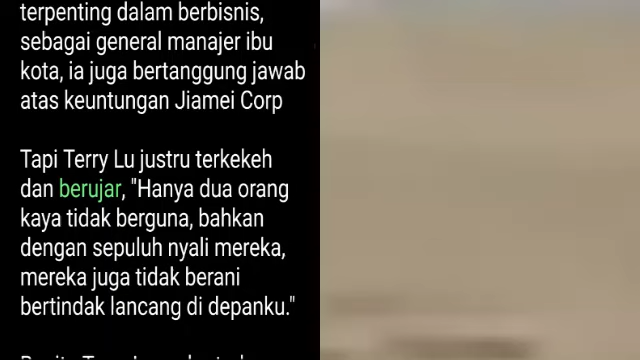 terpenting dalam berbisnis,
sebagai general manajer ibu
kota, ia juga bertanggung jawab
atas keuntungan Jiamei Corp
Tapi Terry Lu justru terkekeh
dan berujar, "Hanya dua orang
kaya tidak berguna, bahkan
dengan sepuluh nyali mereka,
mereka juga tidak berani
bertindak lancang di depanku."